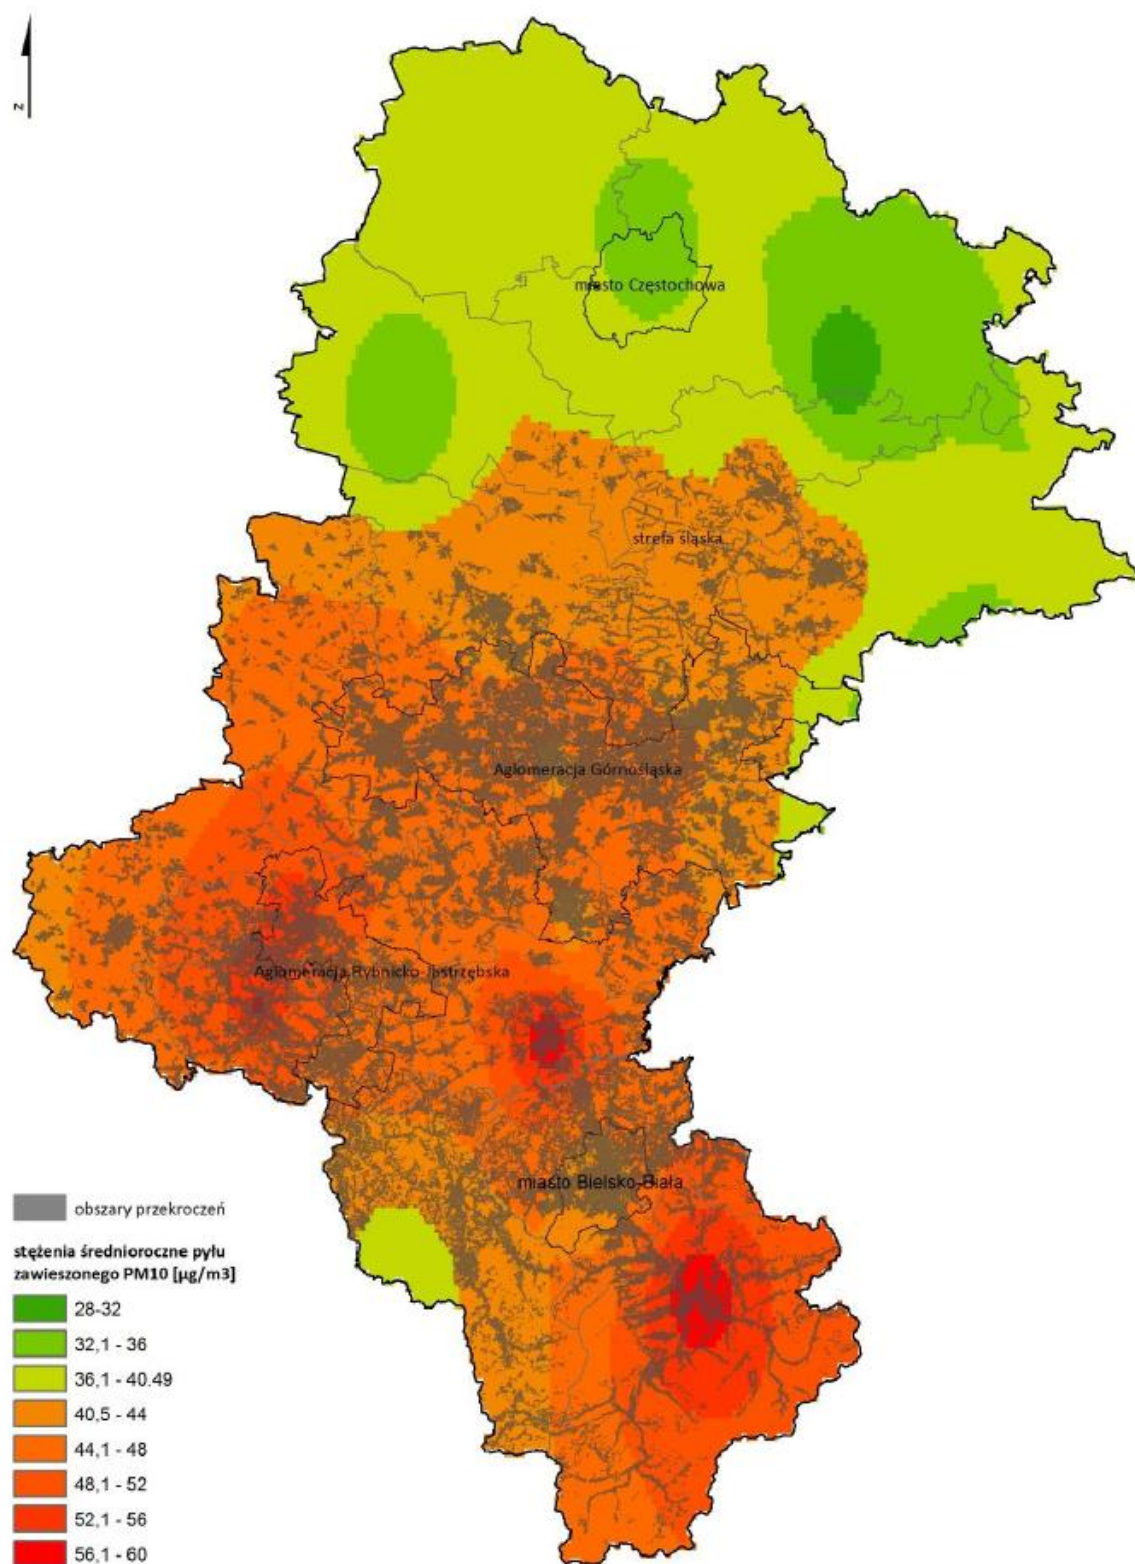 z
miasto Częstochowa
strefa śląska
Aglomeracja Górnośląska
Aglomeracja Rybnicko-Jastrzębska
miasto Bielsko-Biała
obszary przekroczeń
stężenia średnioroczne pyłu
zawieszonego PM10 [µg/m3]
28-32
32,1 - 36
36,1 - 40.49
40,5 - 44
44,1 - 48
48,1 - 52
52,1 - 56
56,1 - 60